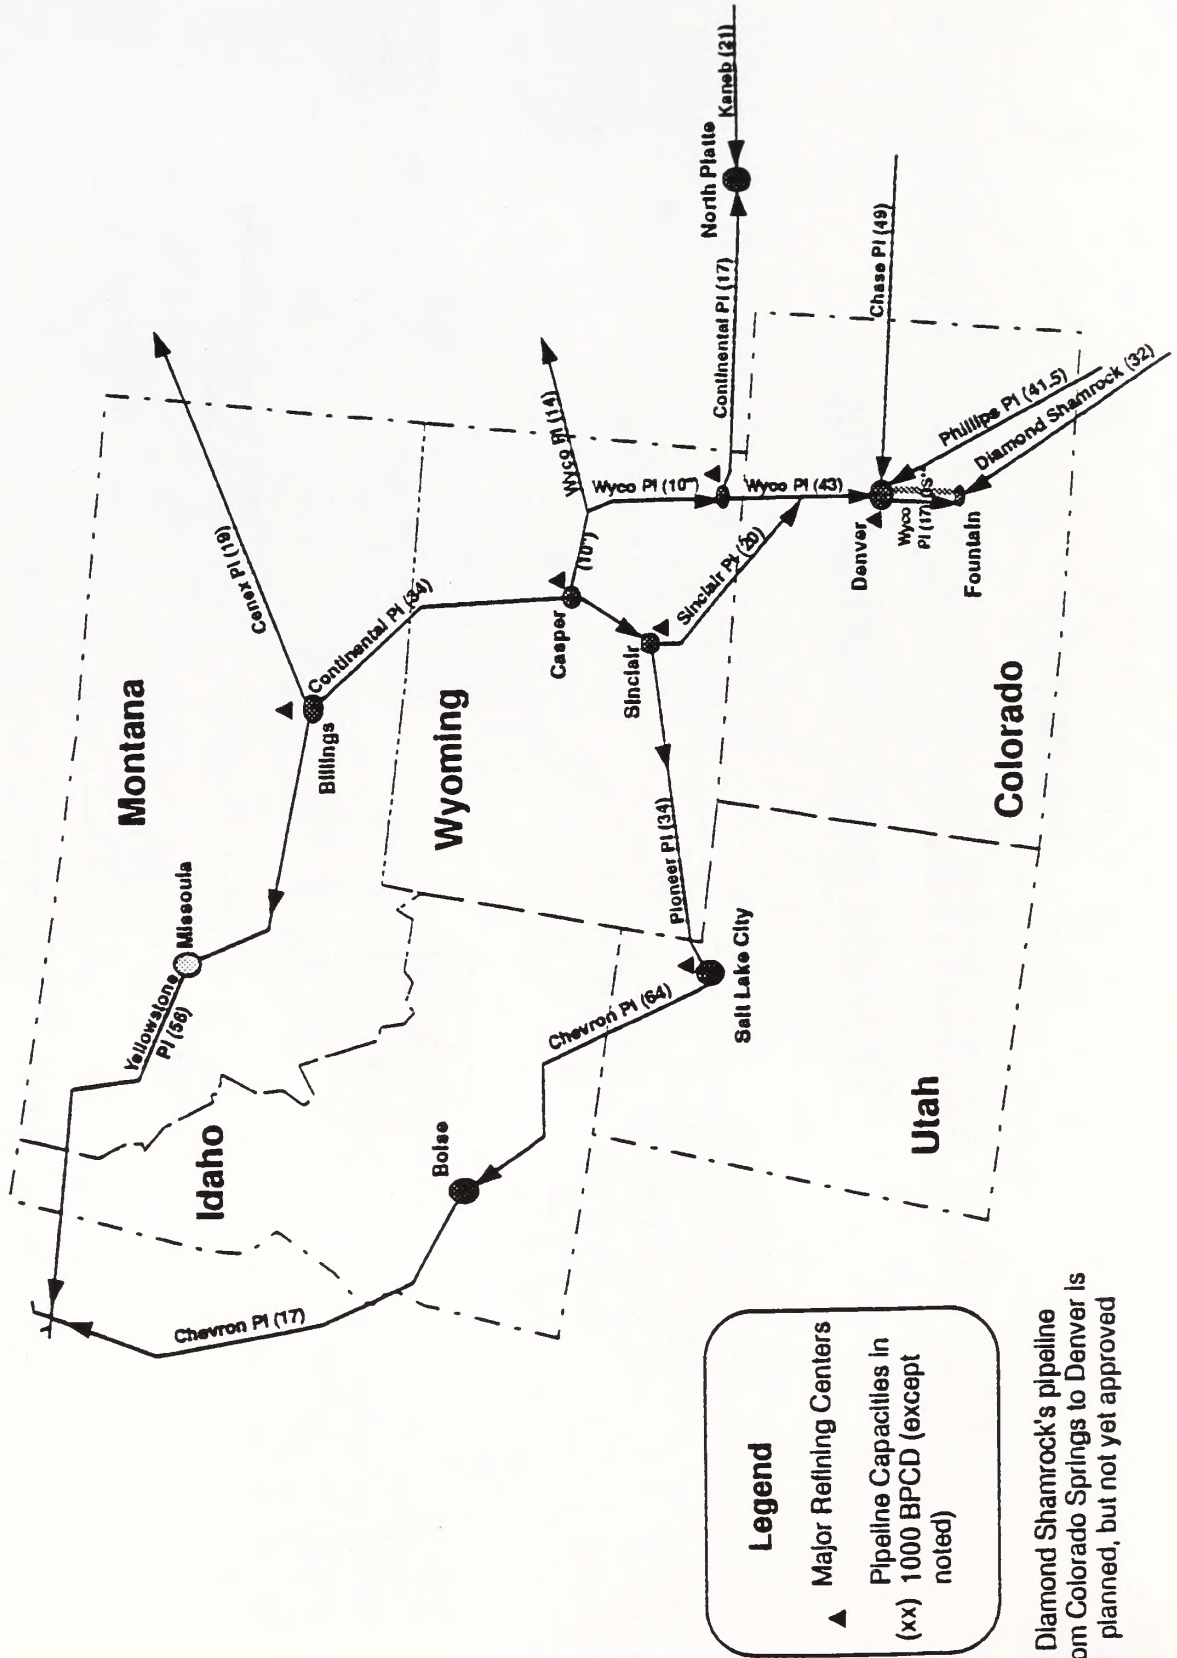 Montana
Wyoming
Idaho
Utah
Colorado
Cenex Pl (19)
Continental Pl (34)
Billings
Missoula
Yellowstone
Pl (56)
Wyco Pl (14)
Wyco Pl (10")
(10")
Casper
Sinclair
Sinclair Pl (20)
Pioneer Pl (34)
Salt Lake City
Chevron Pl (64)
Boise
Chevron Pl (17)
North Platte
Kaneb (21)
Continental Pl (17)
Wyco Pl (43)
Chase Pl (49)
Denver
Wyco
Pl (17)
Fountain
Phillips Pl (41.5)
Diamond Shamrock (32)
Legend
▲ Major Refining Centers
Pipeline Capacities in
(xx) 1000 BPCD (except
noted)
Diamond Shamrock's pipeline
om Colorado Springs to Denver is
planned, but not yet approved